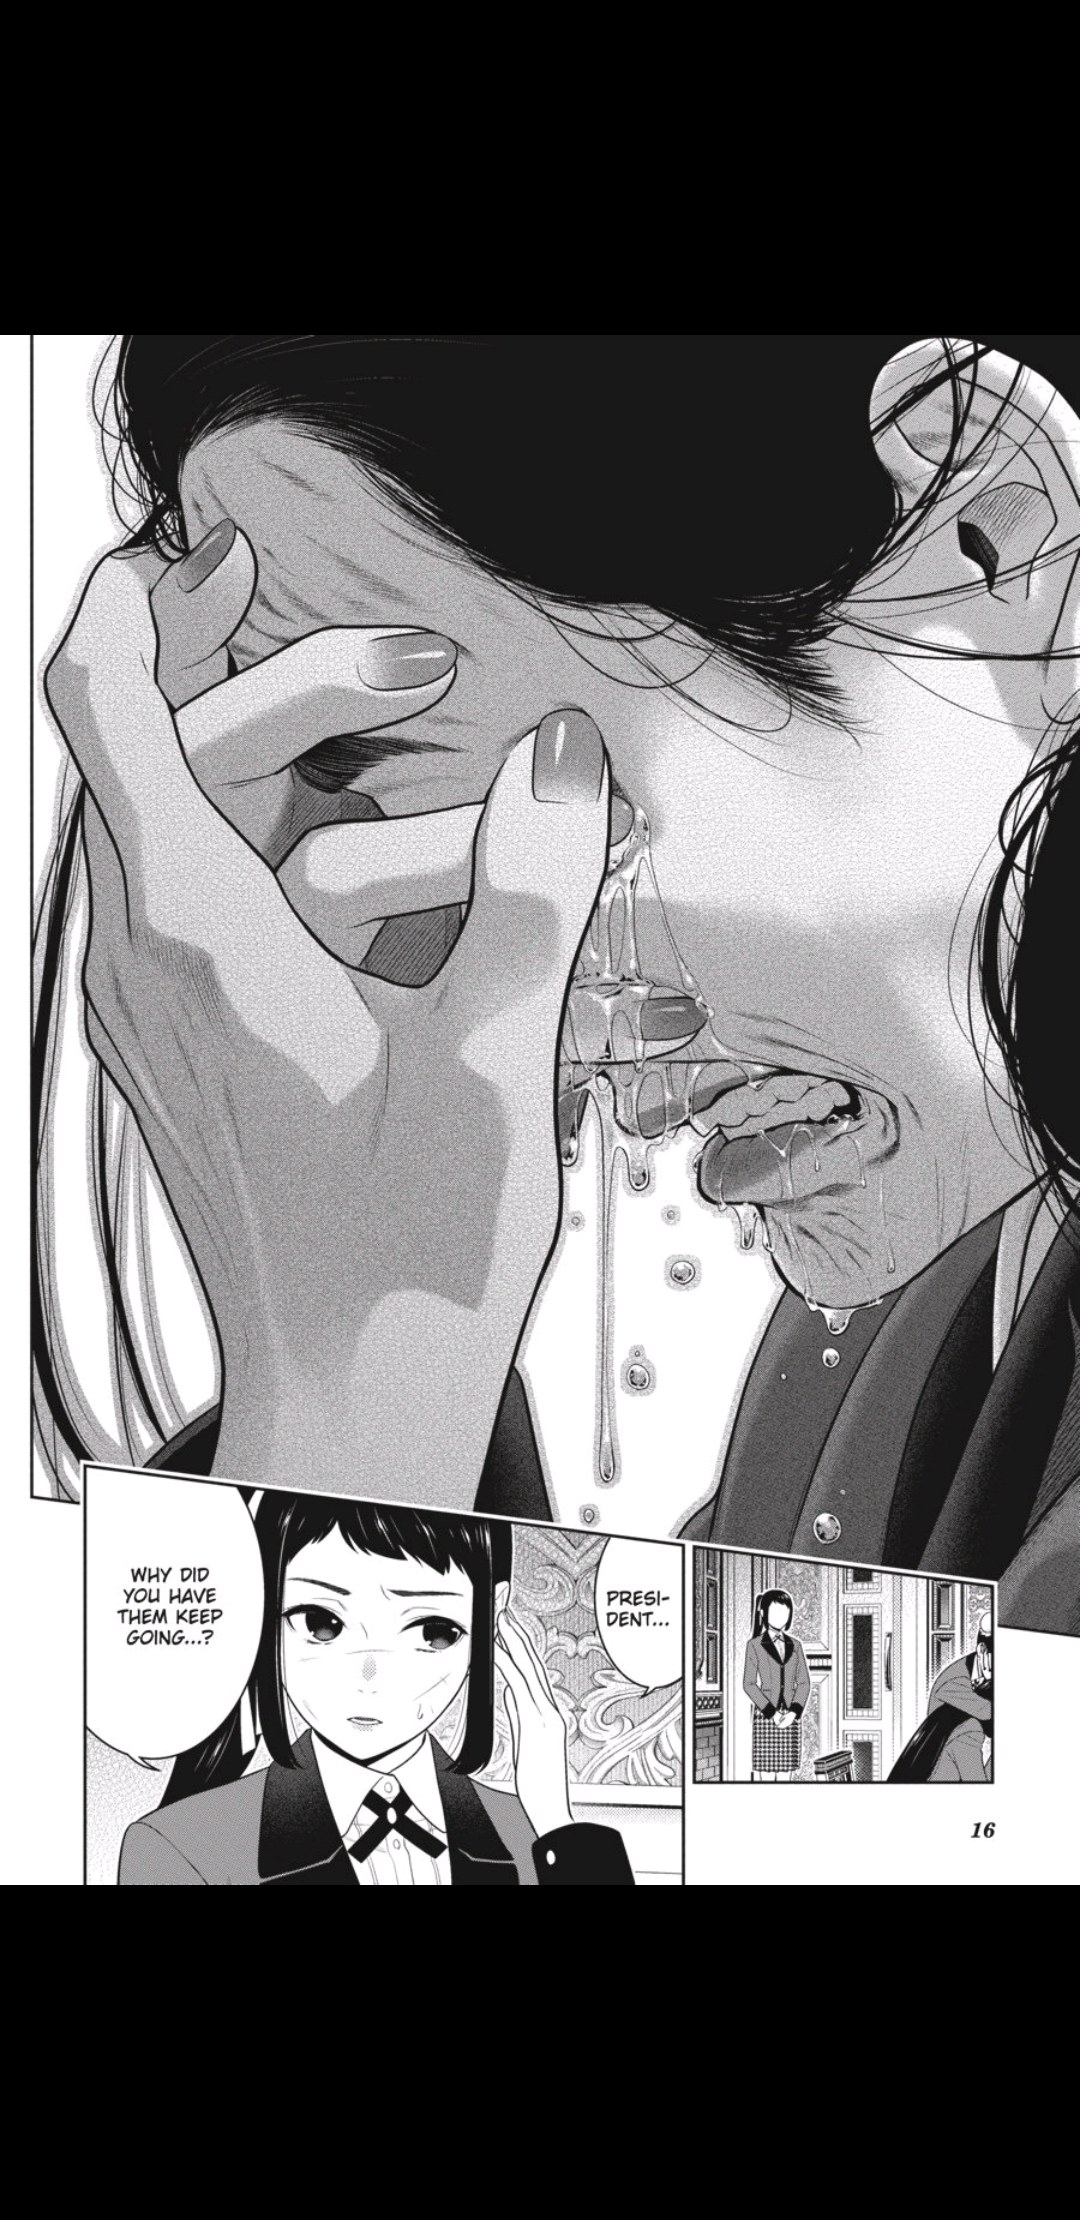 PRESI-
DENT...
WHY DID
YOU HAVE
THEM KEEP
GOING...?
16